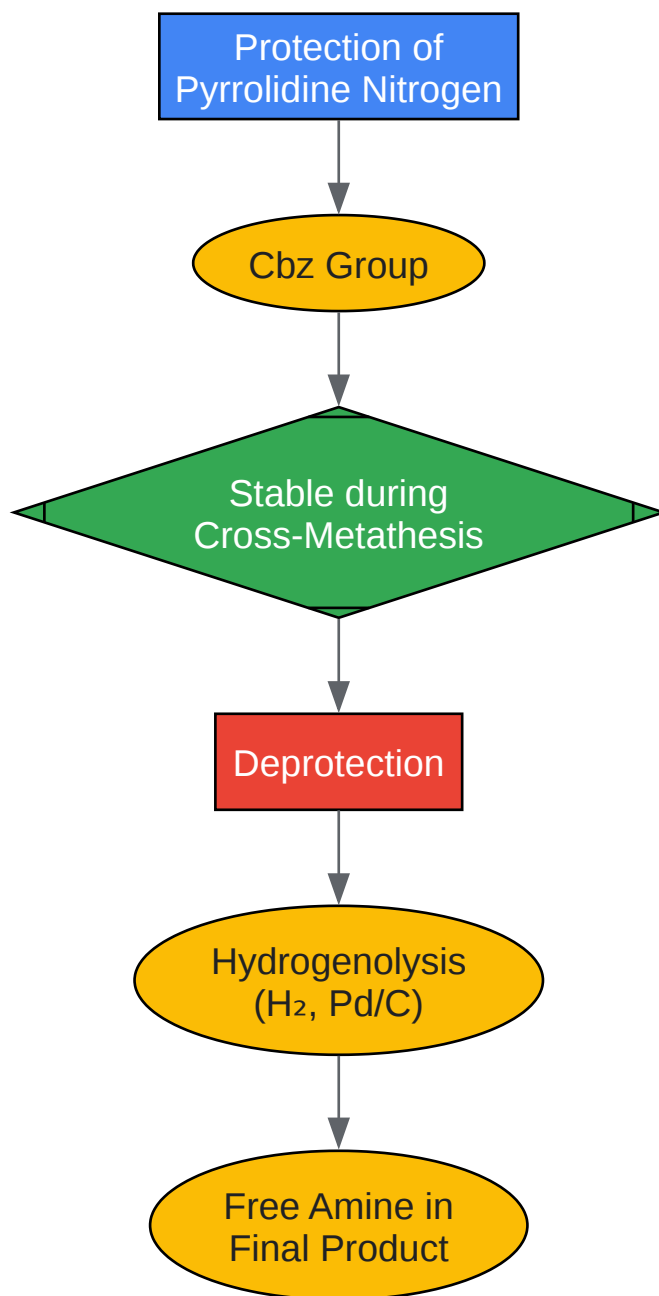 Protection of
Pyrrolidine Nitrogen
Cbz Group
Stable during
Cross-Metathesis
Deprotection
Hydrogenolysis
(H₂, Pd/C)
Free Amine in
Final Product